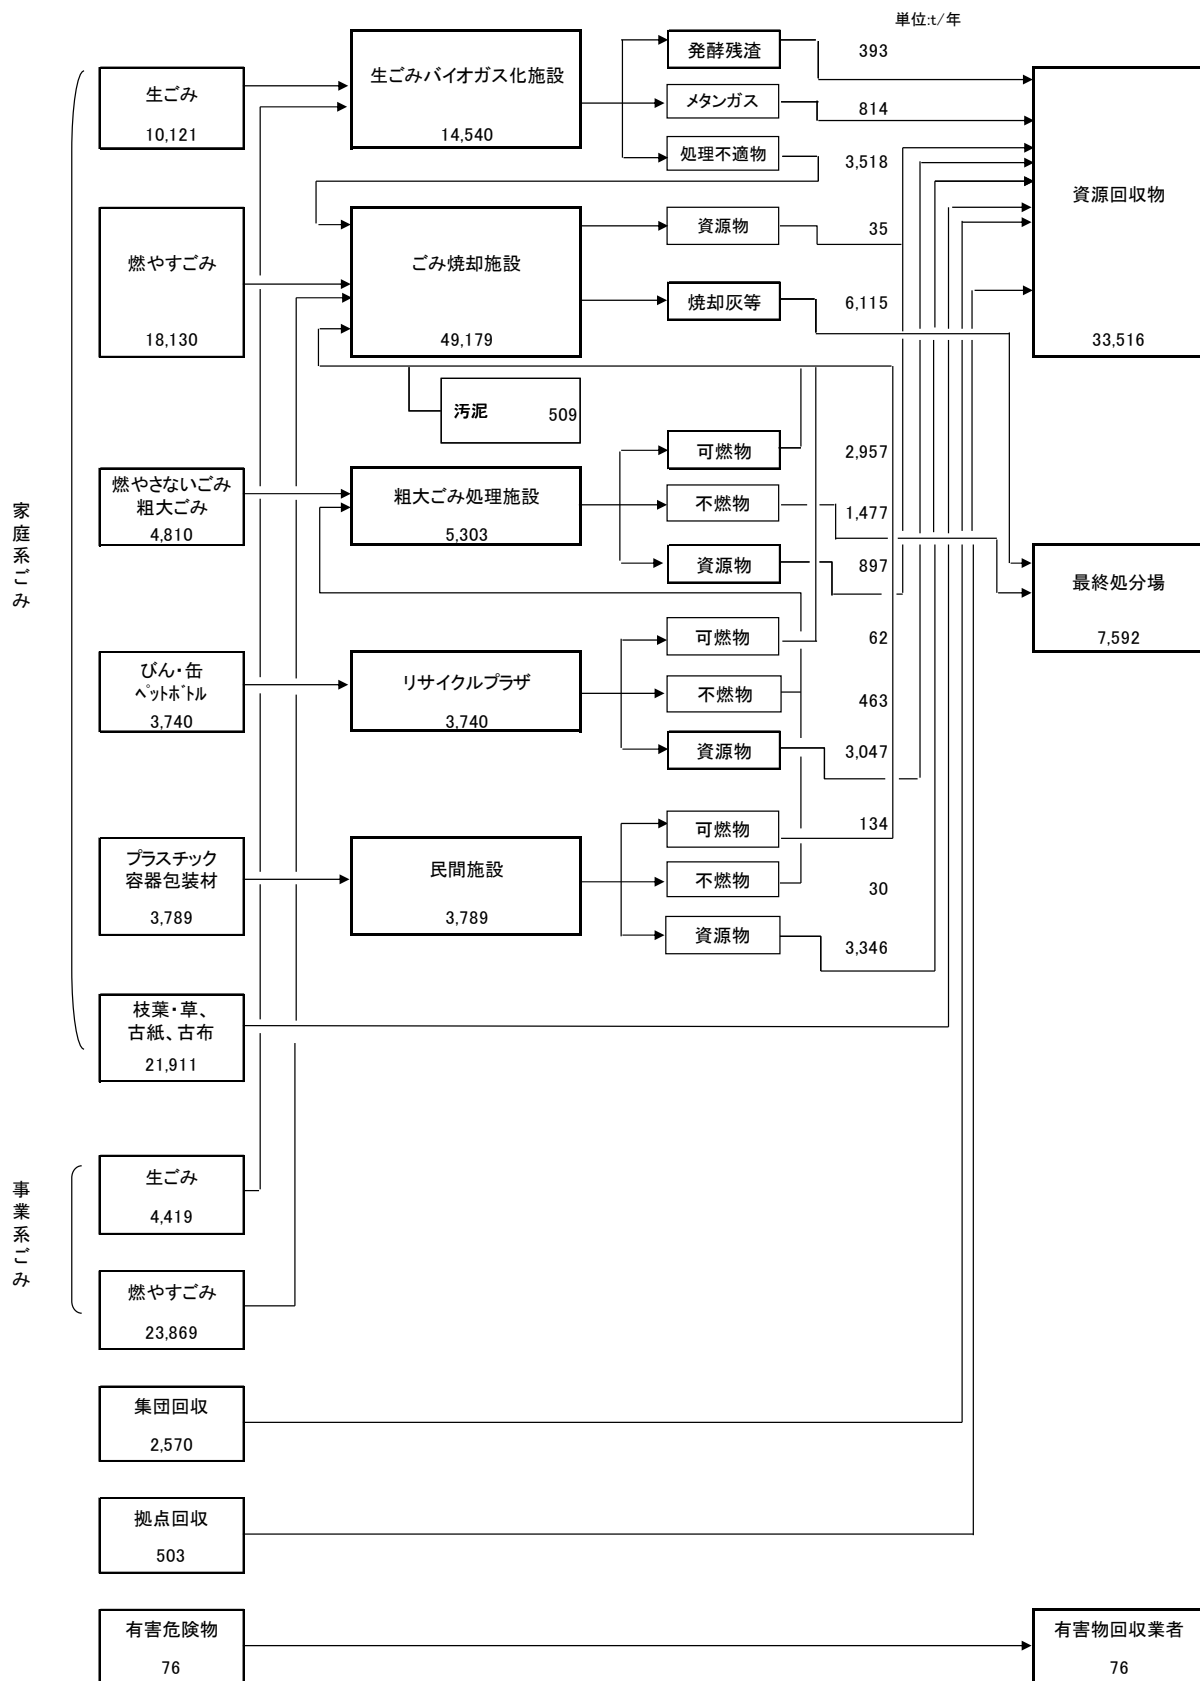 単位:t/年
家庭系ごみ
生ごみ
10,121
燃やすごみ
18,130
燃やさないごみ
粗大ごみ
4,810
びん・缶
ペットボトル
3,740
プラスチック
容器包装材
3,789
枝葉・草、
古紙、古布
21,911
事業系ごみ
生ごみ
4,419
燃やすごみ
23,869
集団回収
2,570
拠点回収
503
有害危険物
76
生ごみバイオガス化施設
14,540
ごみ焼却施設
49,179
汚泥 509
粗大ごみ処理施設
5,303
リサイクルプラザ
3,740
民間施設
3,789
発酵残渣 393
メタンガス 814
処理不適物 3,518
資源物 35
焼却灰等 6,115
可燃物 2,957
不燃物 1,477
資源物 897
可燃物 62
不燃物 463
資源物 3,047
可燃物 134
不燃物 30
資源物 3,346
資源回収物
33,516
最終処分場
7,592
有害物回収業者
76